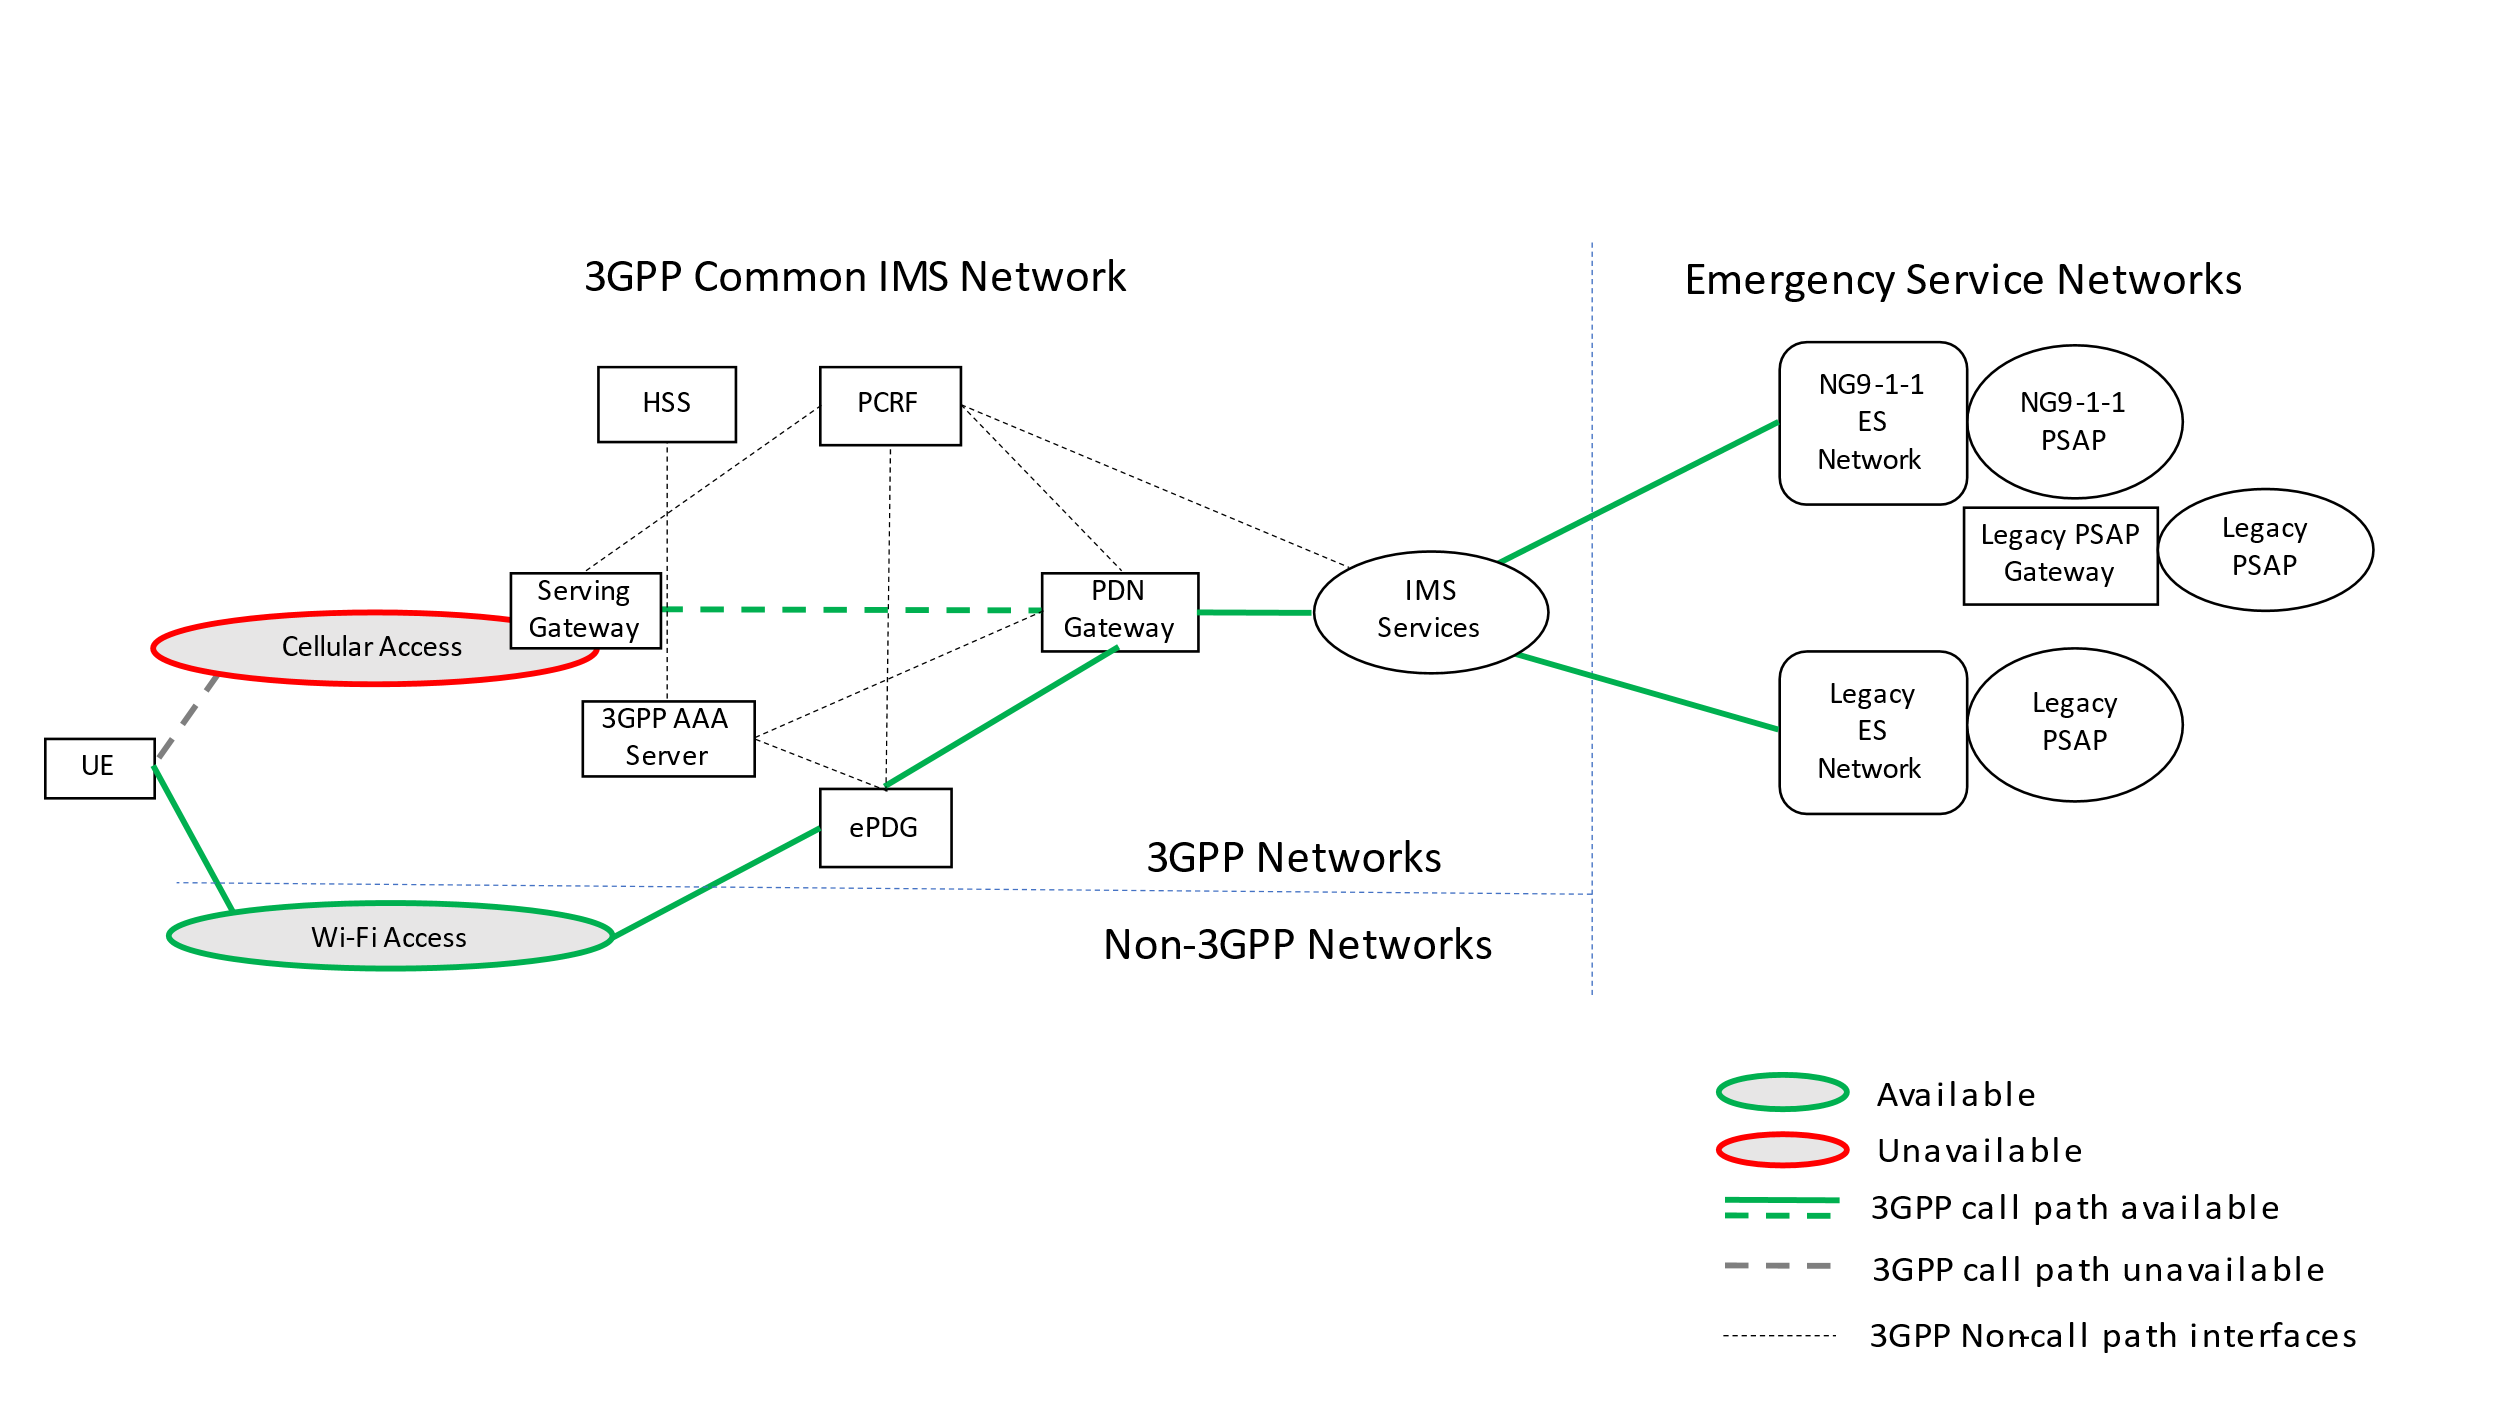 3GPP Common IMS Network
Emergency Service Networks
HSS
PCRF
NG9-1-1
ES
Network
NG9-1-1
PSAP
Legacy PSAP
Gateway
Legacy
PSAP
Serving
Gateway
PDN
Gateway
IMS
Services
Cellular Access
3GPP AAA
Server
Legacy
ES
Network
Legacy
PSAP
UE
ePDG
3GPP Networks
Wi-Fi Access
Non-3GPP Networks
Available
Unavailable
3GPP call path available
3GPP call path unavailable
3GPP Non-call path interfaces